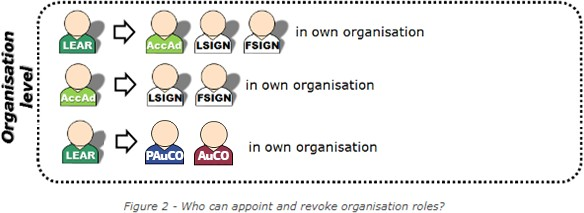 Organisation level
LEAR AccAd LSIGN FSIGN in own organisation
AccAd LSIGN FSIGN in own organisation
LEAR PAuCO AuCO in own organisation
Figure 2 - Who can appoint and revoke organisation roles?